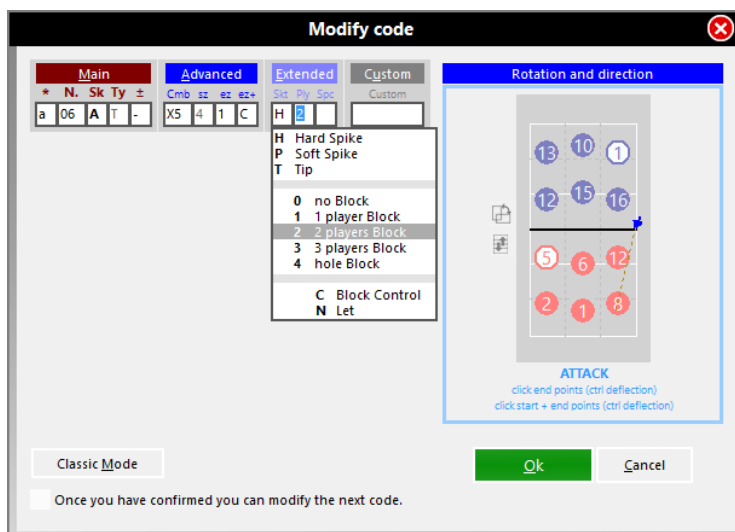 Modify code
Main Advanced Extended Custom Rotation and direction
* N. Sk Ty ± Cmb sz ez ez+ Skt Ply Spc Custom
a 06 A T - X5 4 1 C H 2
H Hard Spike
P Soft Spike
T Tip
0 no Block
1 1 player Block
2 2 players Block
3 3 players Block
4 hole Block
C Block Control
N Let
13 10 1
12 15 16
5 6 12
2 1 8
ATTACK
click end points (ctrl deflection)
click start + end points (ctrl deflection)
Classic Mode Ok Cancel
Once you have confirmed you can modify the next code.